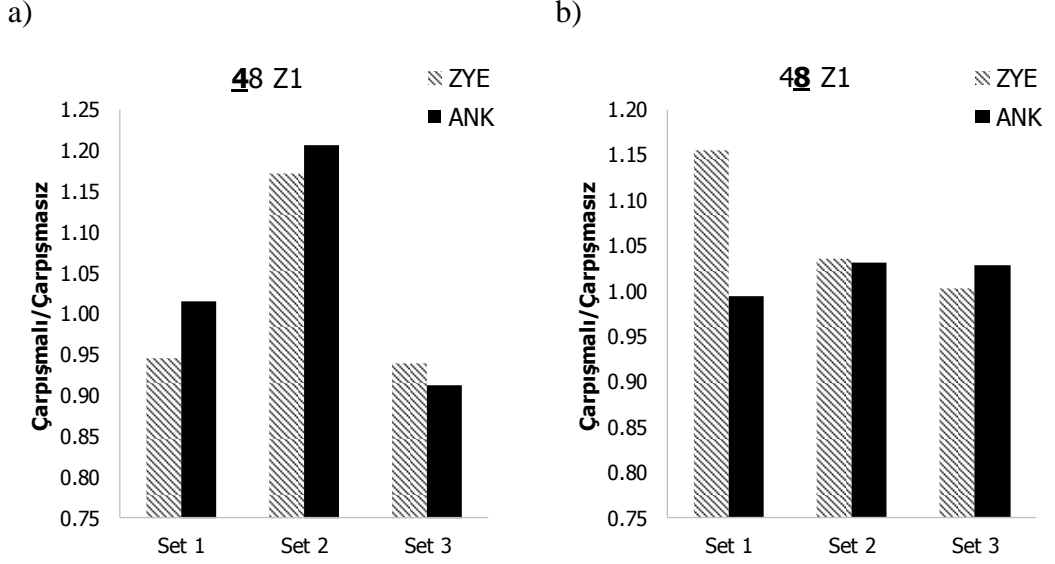 a)
48 Z1
ZYE
ANK
Çarpışmalı/Çarpışmasız
1.25
1.20
1.15
1.10
1.05
1.00
0.95
0.90
0.85
0.80
0.75
Set 1 Set 2 Set 3
b)
48 Z1
ZYE
ANK
Çarpışmalı/Çarpışmasız
1.20
1.15
1.10
1.05
1.00
0.95
0.90
0.85
0.80
0.75
Set 1 Set 2 Set 3